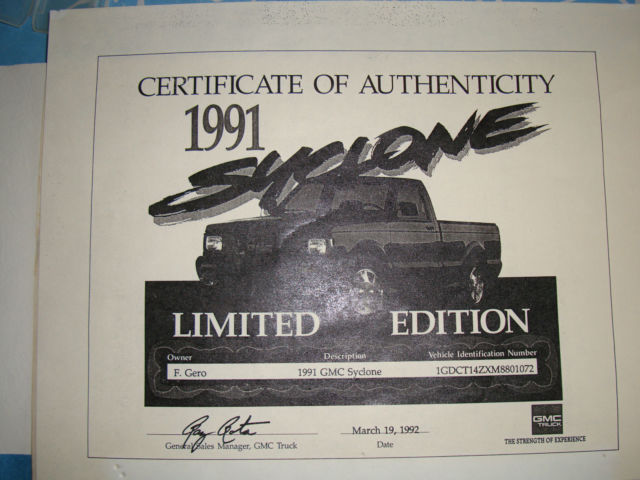 CERTIFICATE OF AUTHENTICITY
1991
SYCLONE
LIMITED EDITION
Owner Description Vehicle Identification Number
F. Gero 1991 GMC Syclone 1GDCT14ZXM8801072
March 19, 1992
General Sales Manager, GMC Truck Date
GMC
TRUCK
THE STRENGTH OF EXPERIENCE